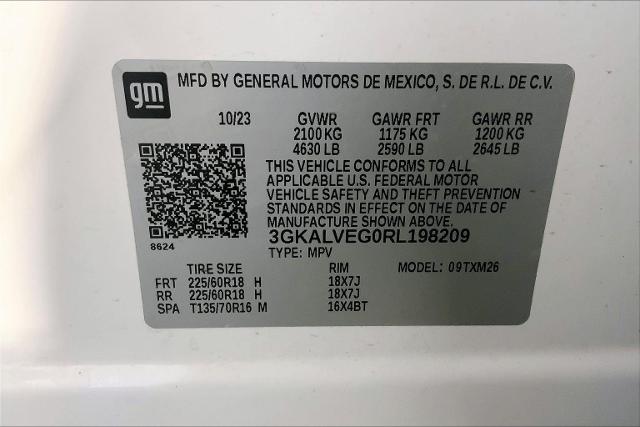 gm MFD BY GENERAL MOTORS DE MEXICO, S. DE R.L. DE C.V.
10/23 GVWR GAWR FRT GAWR RR
2100 KG 1175 KG 1200 KG
4630 LB 2590 LB 2645 LB
THIS VEHICLE CONFORMS TO ALL
APPLICABLE U.S. FEDERAL MOTOR
VEHICLE SAFETY AND THEFT PREVENTION
STANDARDS IN EFFECT ON THE DATE OF
MANUFACTURE SHOWN ABOVE.
8624 3GKALVEG0RL198209
TYPE: MPV
TIRE SIZE RIM MODEL: 09TXM26
FRT 225/60R18 H 18X7J
RR 225/60R18 H 18X7J
SPA T135/70R16 M 16X4BT